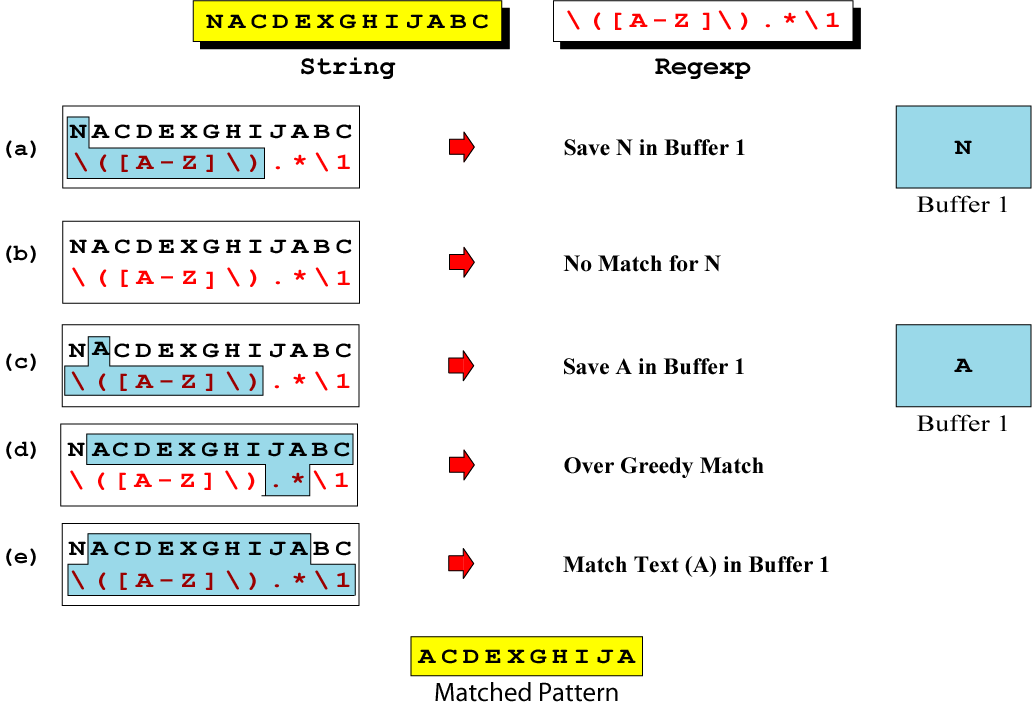 NACDEXGHIJABC \([A-Z]\).*\1
String Regexp
(a) NACDEXGHIJABC
\([A-Z]\).*\1
Save N in Buffer 1
N
Buffer 1
(b) NACDEXGHIJABC
\([A-Z]\).*\1
No Match for N
(c) NACDEXGHIJABC
\([A-Z]\).*\1
Save A in Buffer 1
A
Buffer 1
(d) NACDEXGHIJABC
\([A-Z]\).*\1
Over Greedy Match
(e) NACDEXGHIJABC
\([A-Z]\).*\1
Match Text (A) in Buffer 1
ACDEXGHIJA
Matched Pattern